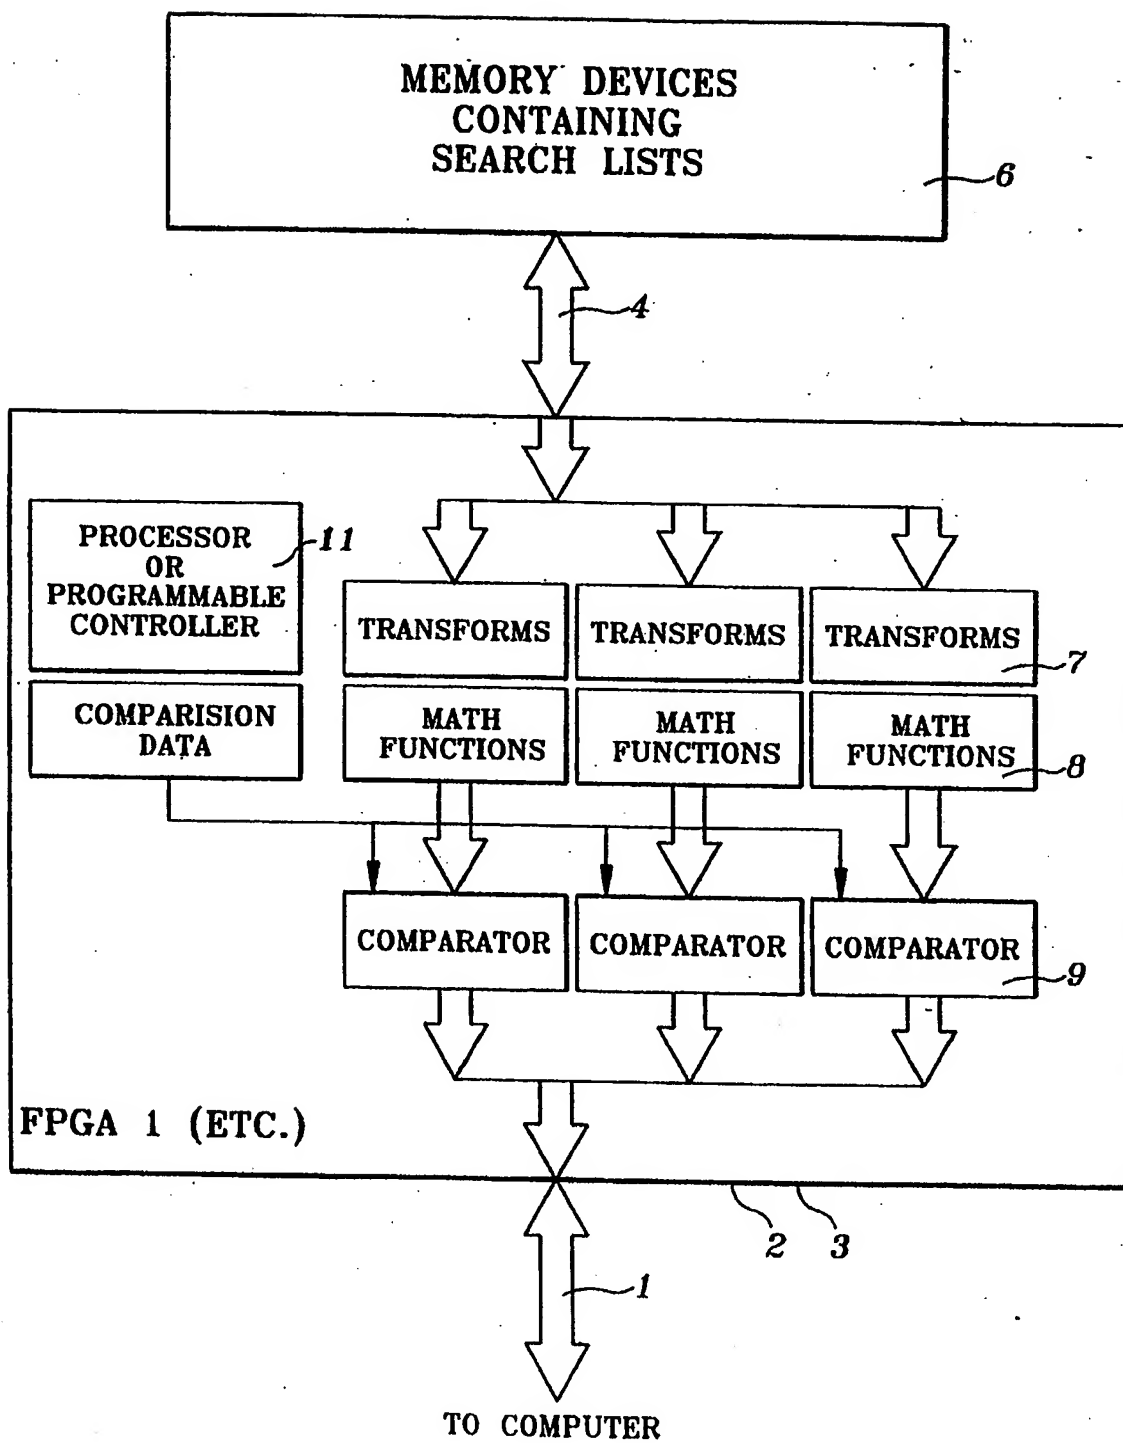 MEMORY DEVICES
CONTAINING
SEARCH LISTS
6
4
PROCESSOR
OR
PROGRAMMABLE
CONTROLLER
11
TRANSFORMS
TRANSFORMS
TRANSFORMS
7
COMPARISION
DATA
MATH
FUNCTIONS
MATH
FUNCTIONS
MATH
FUNCTIONS
8
COMPARATOR
COMPARATOR
COMPARATOR
9
FPGA 1 (ETC.)
2
3
1
TO COMPUTER